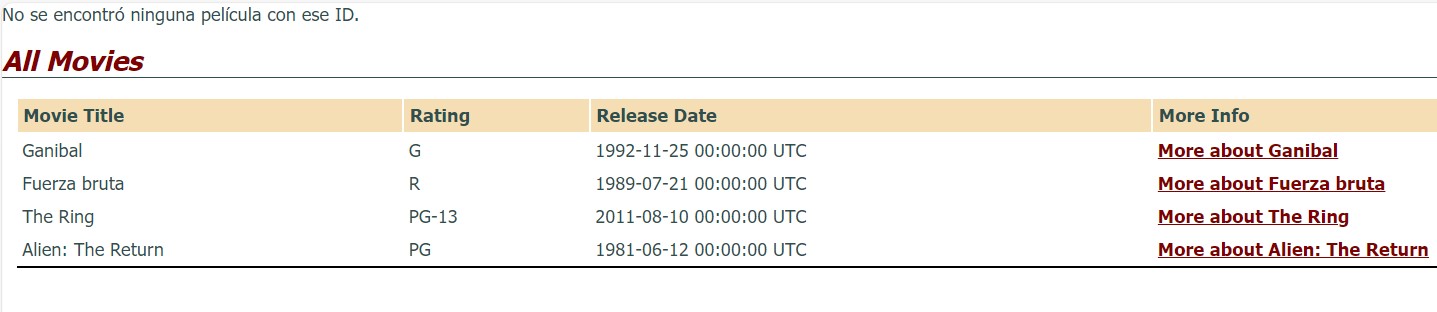 No se encontró ninguna película con ese ID.
All Movies
Movie Title Rating Release Date More Info
Ganibal G 1992-11-25 00:00:00 UTC More about Ganibal
Fuerza bruta R 1989-07-21 00:00:00 UTC More about Fuerza bruta
The Ring PG-13 2011-08-10 00:00:00 UTC More about The Ring
Alien: The Return PG 1981-06-12 00:00:00 UTC More about Alien: The Return